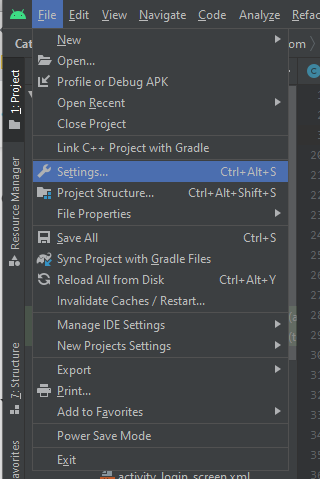 File Edit View Navigate Code Analyze Refac
Cat
om
New
Open...
Profile or Debug APK
Open Recent
Close Project
Link C++ Project with Gradle
Settings... Ctrl+Alt+S
Project Structure... Ctrl+Alt+Shift+S
File Properties
Save All Ctrl+S
Sync Project with Gradle Files
Reload All from Disk Ctrl+Alt+Y
Invalidate Caches / Restart...
Manage IDE Settings
New Projects Settings
Export
Print...
Add to Favorites
Power Save Mode
Exit
activity_login_screen.xml
1: Project
Resource Manager
7: Structure
avorites